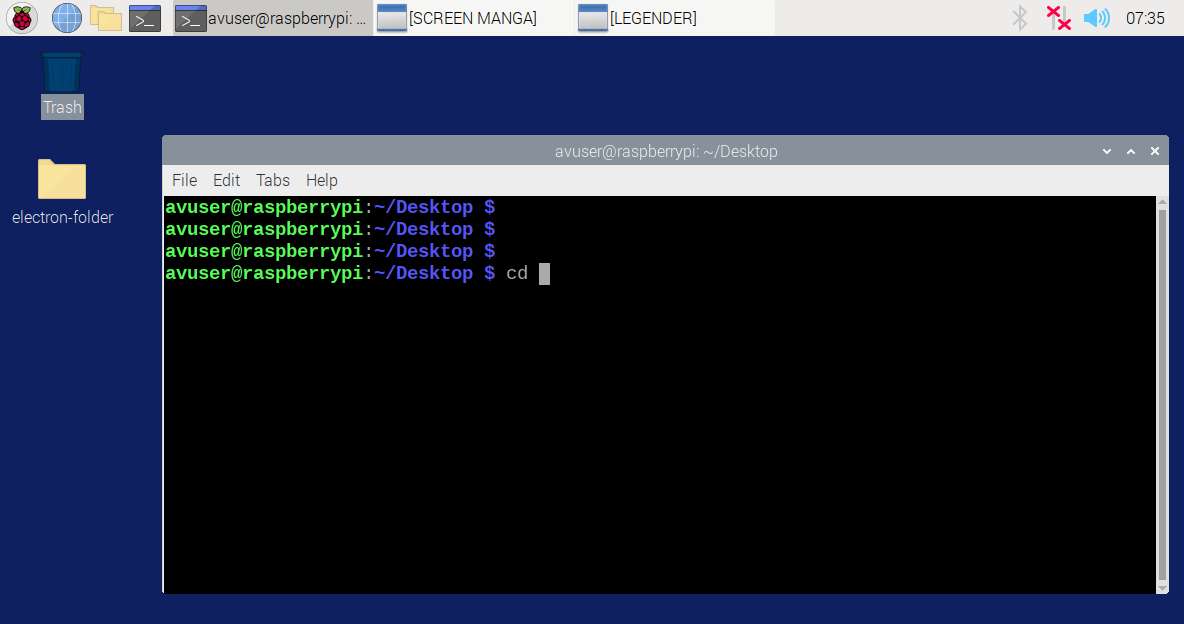 avuser@raspberrypi: ... [SCREEN MANGA] [LEGENDER] 07:35
Trash
electron-folder
avuser@raspberrypi: ~/Desktop
File Edit Tabs Help
avuser@raspberrypi:~/Desktop $
avuser@raspberrypi:~/Desktop $
avuser@raspberrypi:~/Desktop $
avuser@raspberrypi:~/Desktop $ cd